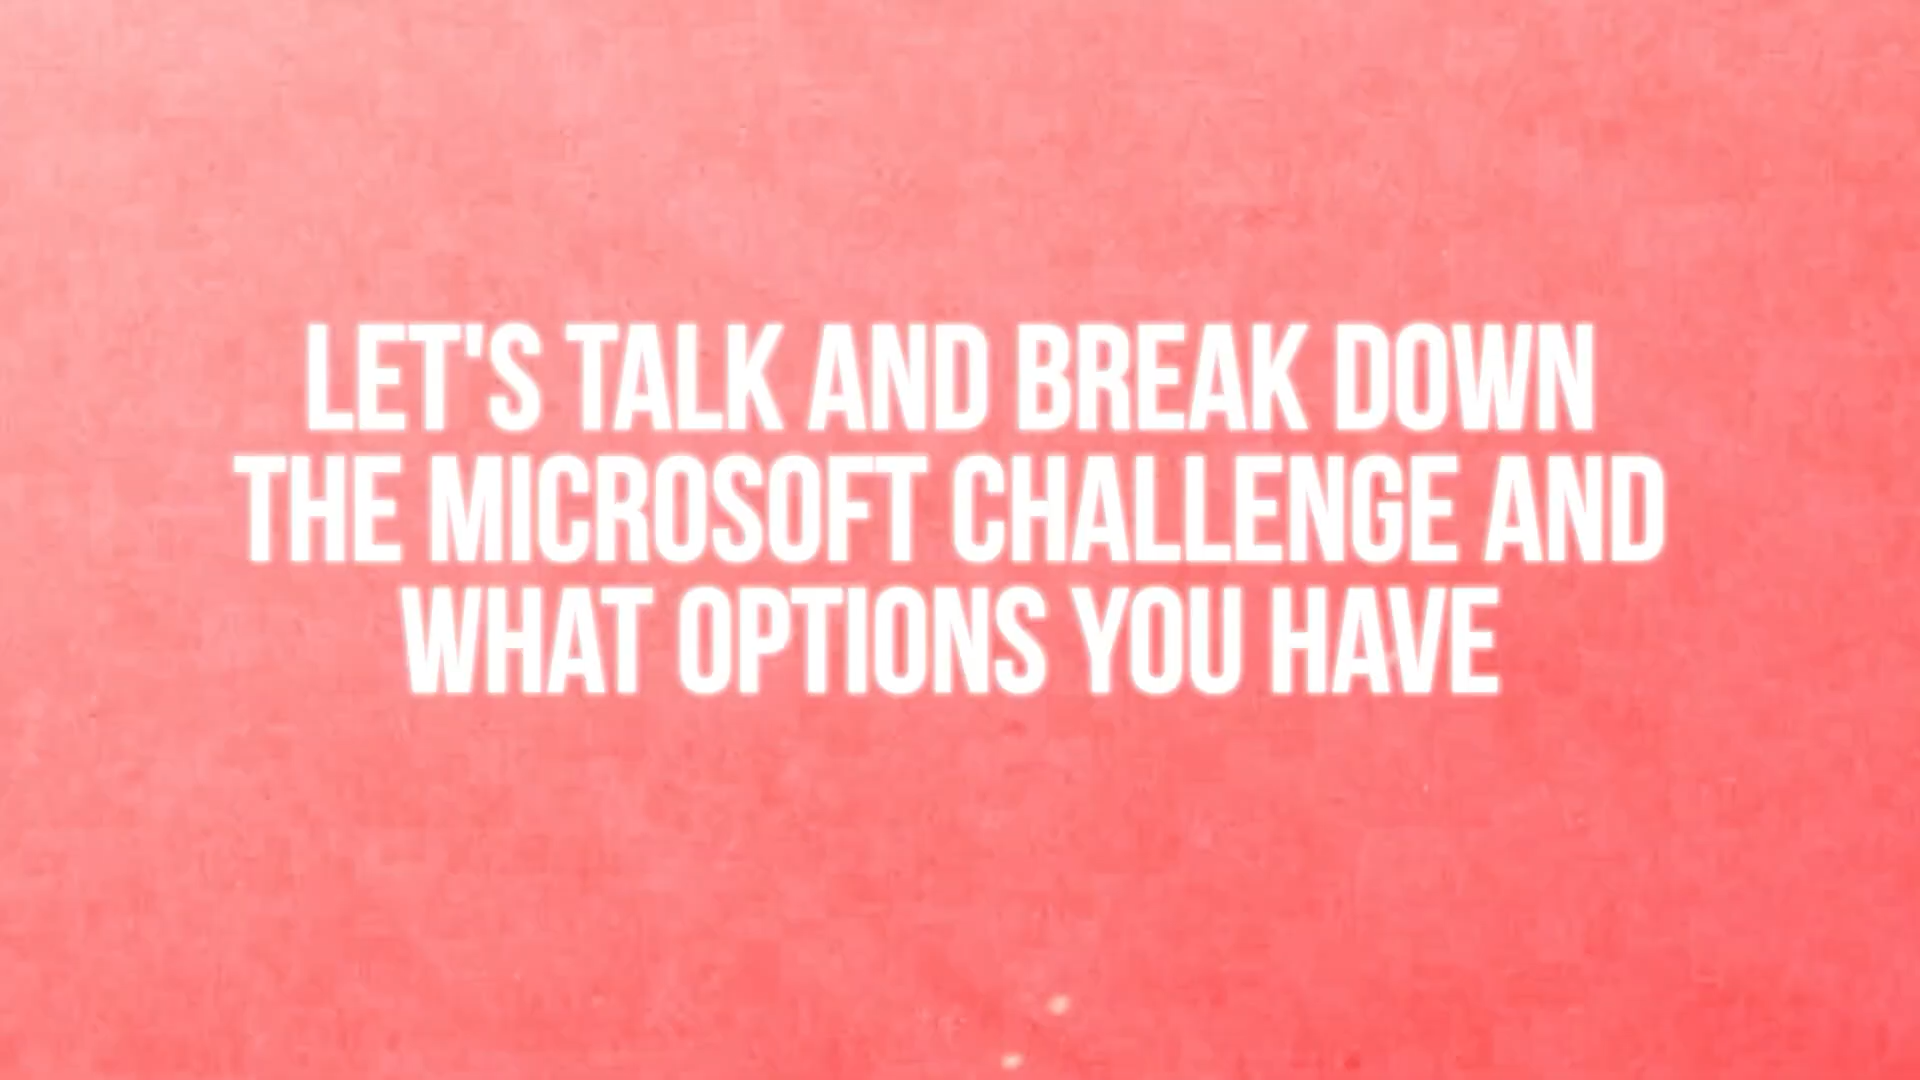 LET'S TALK AND BREAK DOWN
THE MICROSOFT CHALLENGE AND
WHAT OPTIONS YOU HAVE